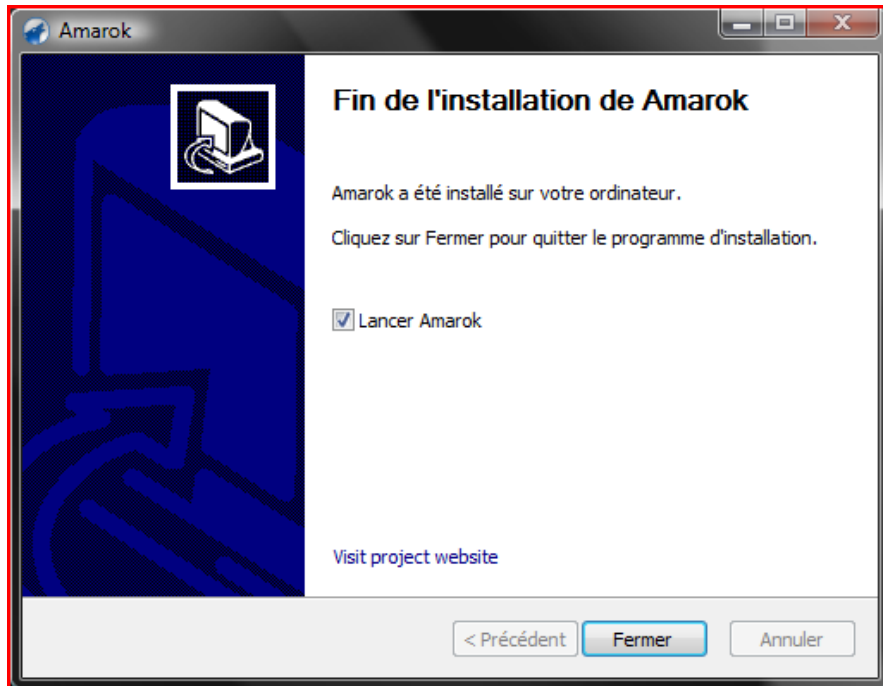 Amarok
Fin de l'installation de Amarok
Amarok a été installé sur votre ordinateur.
Cliquez sur Fermer pour quitter le programme d'installation.
Lancer Amarok
Visit project website
< Précédent
Fermer
Annuler